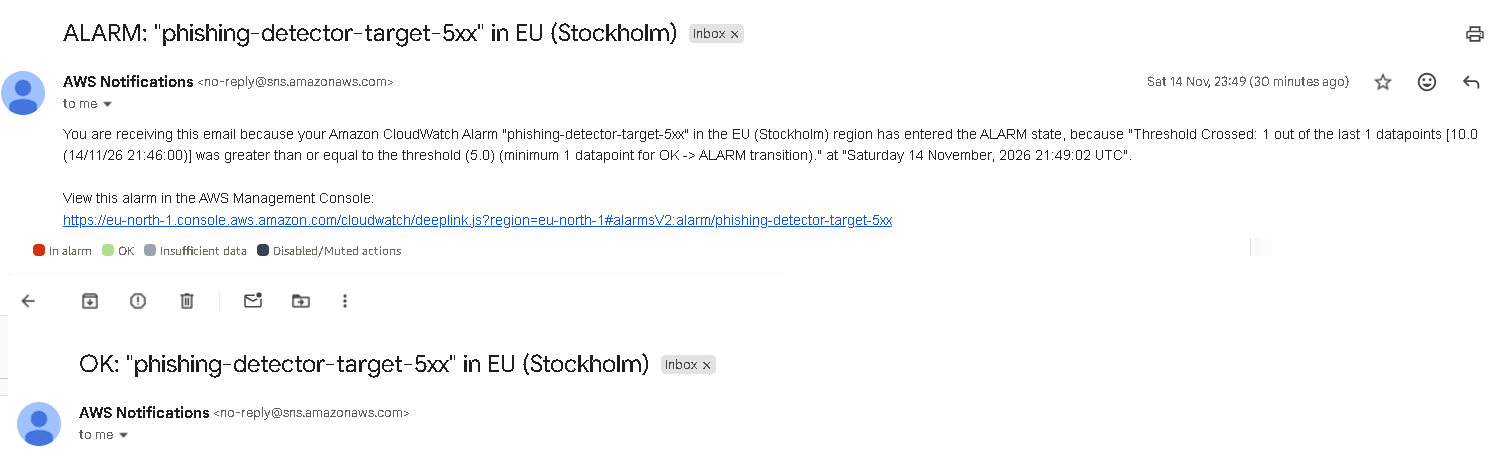 ALARM: "phishing-detector-target-5xx" in EU (Stockholm) Inbox ×
AWS Notifications <no-reply@sns.amazonaws.com> Sat 14 Nov, 23:49 (30 minutes ago)
to me
You are receiving this email because your Amazon CloudWatch Alarm "phishing-detector-target-5xx" in the EU (Stockholm) region has entered the ALARM state, because "Threshold Crossed: 1 out of the last 1 datapoints [10.0
(14/11/26 21:46:00)] was greater than or equal to the threshold (5.0) (minimum 1 datapoint for OK -> ALARM transition)." at "Saturday 14 November, 2026 21:49:02 UTC".
View this alarm in the AWS Management Console:
https://eu-north-1.console.aws.amazon.com/cloudwatch/deeplink.js?region=eu-north-1#alarmsV2:alarm/phishing-detector-target-5xx
In alarm OK Insufficient data Disabled/Muted actions
OK: "phishing-detector-target-5xx" in EU (Stockholm) Inbox ×
AWS Notifications <no-reply@sns.amazonaws.com>
to me